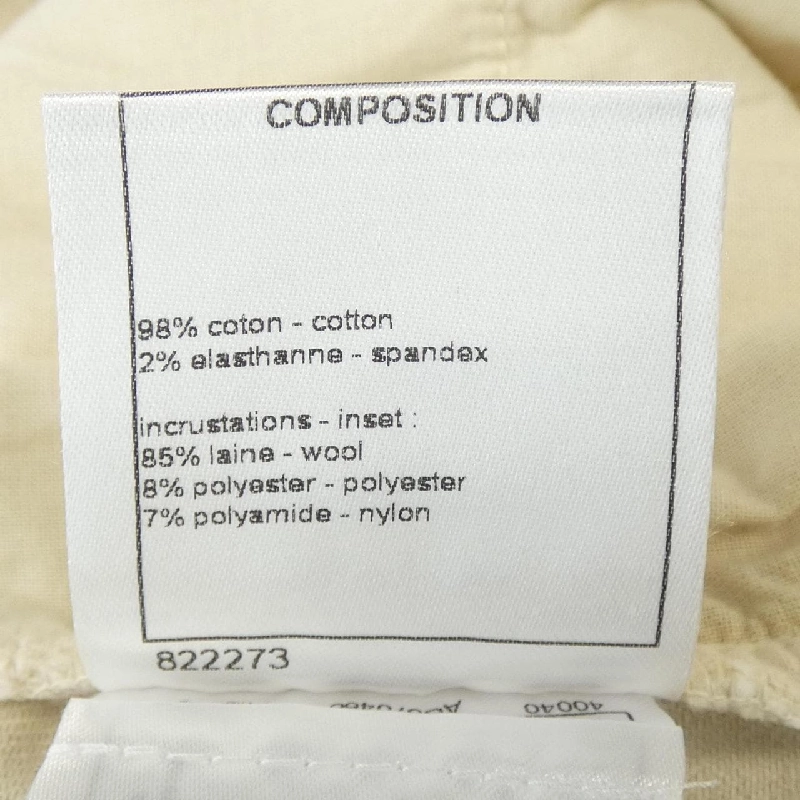 COMPOSITION
98% coton - cotton
2% elasthanne - spandex
incrustations - inset :
85% laine - wool
8% polyester - polyester
7% polyamide - nylon
822273